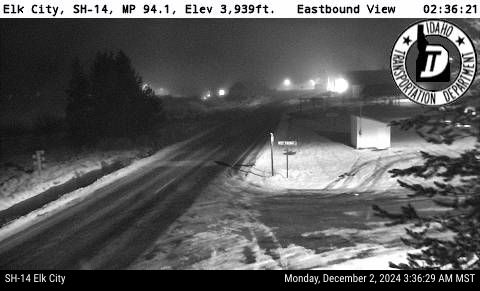 Elk City, SH-14, MP 94.1, Elev 3,939ft. Eastbound View 02:36:21
IDAHO
TRANSPORTATION DEPARTMENT
SH-14 Elk City Monday, December 2, 2024 3:36:29 AM MST